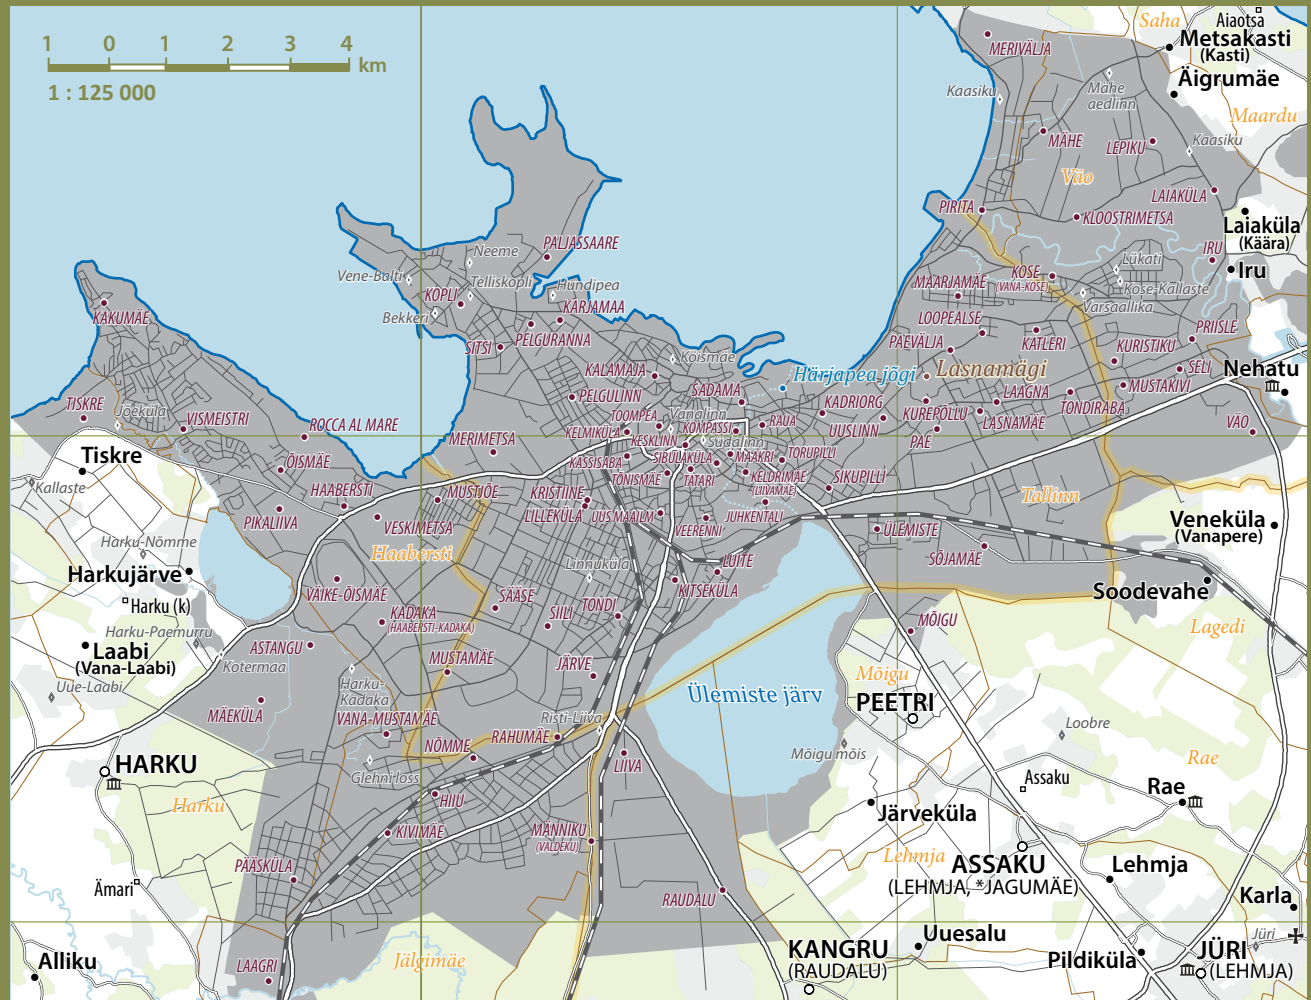 1 0 1 2 3 4
km
1 : 125 000
Saha
Aiaotsa
Metsakasti
(Kasti)
MERIVÄLJA
Äigrumäe
Kaasiku
Mähe
aedlinn
Maardu
MÄHE
LEPIKU
Kaasiku
Väo
LAIAKÜLA
PIRITA
KLOOSTRIMETSA
Laiaküla
(Käära)
IRU
Iru
PALJASSAARE
Neeme
Vene-Balti
Telliskopli
Hundipea
KOPLI
Bekkeri
KARJAMAA
PELGURANNA
SITSI
KAKUMÄE
MAARJAMÄE
KOSE
(VANA-KOSE)
Lükati
Kose-Kallaste
Varsaallika
LOOPEALSE
PAEVÄLJA
KATLERI
PRIISLE
KURISTIKU
SELI
MUSTAKIVI
Nehatu
Köismäe
KALAMAJA
PELGULINN
SADAMA
Härjapea jõgi
Lasnamägi
LAAGNA
LASNAMÄE
TONDIRABA
VÄO
TISKRE
Jõeküla
VISMEISTRI
ROCCA AL MARE
MERIMETSA
TOOMPEA
Vanalinn
KELMIKÜLA
KESKLINN
KOMPASSI
RAUA
KADRIORG
UUSLINN
KUREPÕLLU
PAE
Südalinn
KASSISABA
SIBULAKÜLA
MAAKRI
TORUPILLI
TÕNISMÄE
TATARI
KELDRIMÄE
(LIIVAMÄE)
SIKUPILLI
Tiskre
Kallaste
ÕISMÄE
HAABERSTI
MUSTJÕE
KRISTIINE
LILLEKÜLA
UUS MAAILM
VEERENNI
JUHKENTALI
Tallinn
PIKALIIVA
VESKIMETSA
Haabersti
ÜLEMISTE
SÕJAMÄE
Veneküla
(Vanapere)
Harku-Nõmme
Harkujärve
Linnuküla
LUITE
KITSEKÜLA
Soodevahe
Harku (k)
VÄIKE-ÕISMÄE
SÄÄSE
SIILI
TONDI
KADAKA
(HAABERSTI-KADAKA)
MÕIGU
Lagedi
Harku-Paemurru
Laabi
(Vana-Laabi)
Kotermaa
ASTANGU
MUSTAMÄE
JÄRVE
Uue-Laabi
Harku-
Kadaka
MÄEKÜLA
VANA-MUSTAMÄE
Risti-Liiva
Ülemiste järv
Mõigu
PEETRI
Loobre
NÕMME
RAHUMÄE
LIIVA
Mõigu mõis
Rae
HARKU
Glehni loss
Assaku
Rae
Harku
HIIU
KIVIMÄE
MÄNNIKU
(VALDEKU)
Järveküla
Lehmja
ASSAKU
(LEHMJA, *JAGUMÄE)
Lehmja
PÄÄSKÜLA
Ämari
RAUDALU
Karla
Jälgimäe
LAAGRI
Alliku
KANGRU
(RAUDALU)
Uuesalu
Pildiküla
Jüri
JÜRI
(LEHMJA)